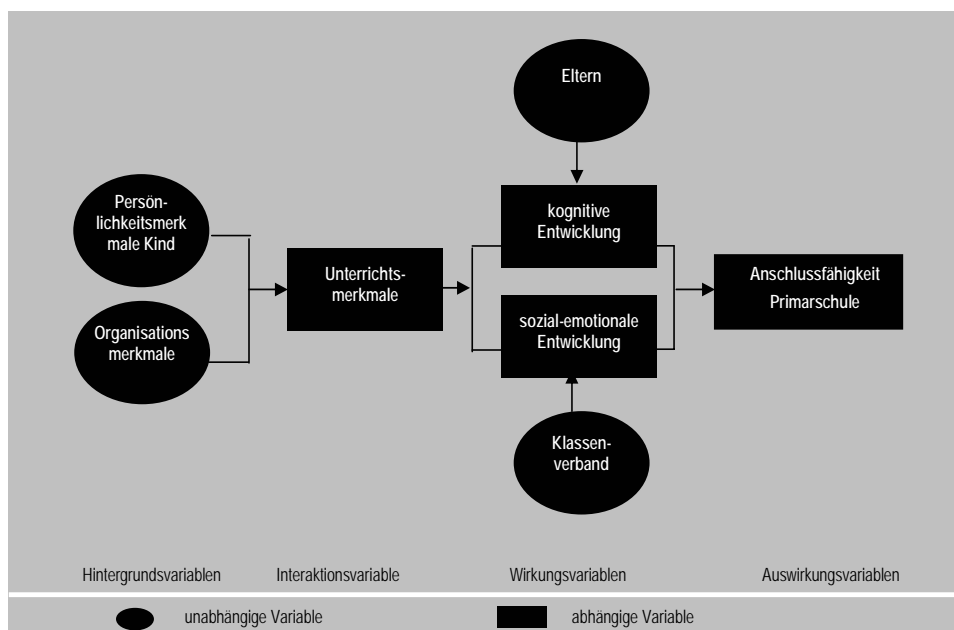 Eltern
Persön-
lichkeitsmerk
male Kind
kognitive
Entwicklung
Unterrichts-
merkmale
Anschlussfähigkeit
Primarschule
Organisations
merkmale
sozial-emotionale
Entwicklung
Klassen-
verband
Hintergrundsvariablen
Interaktionsvariable
Wirkungsvariablen
Auswirkungsvariablen
unabhängige Variable
abhängige Variable